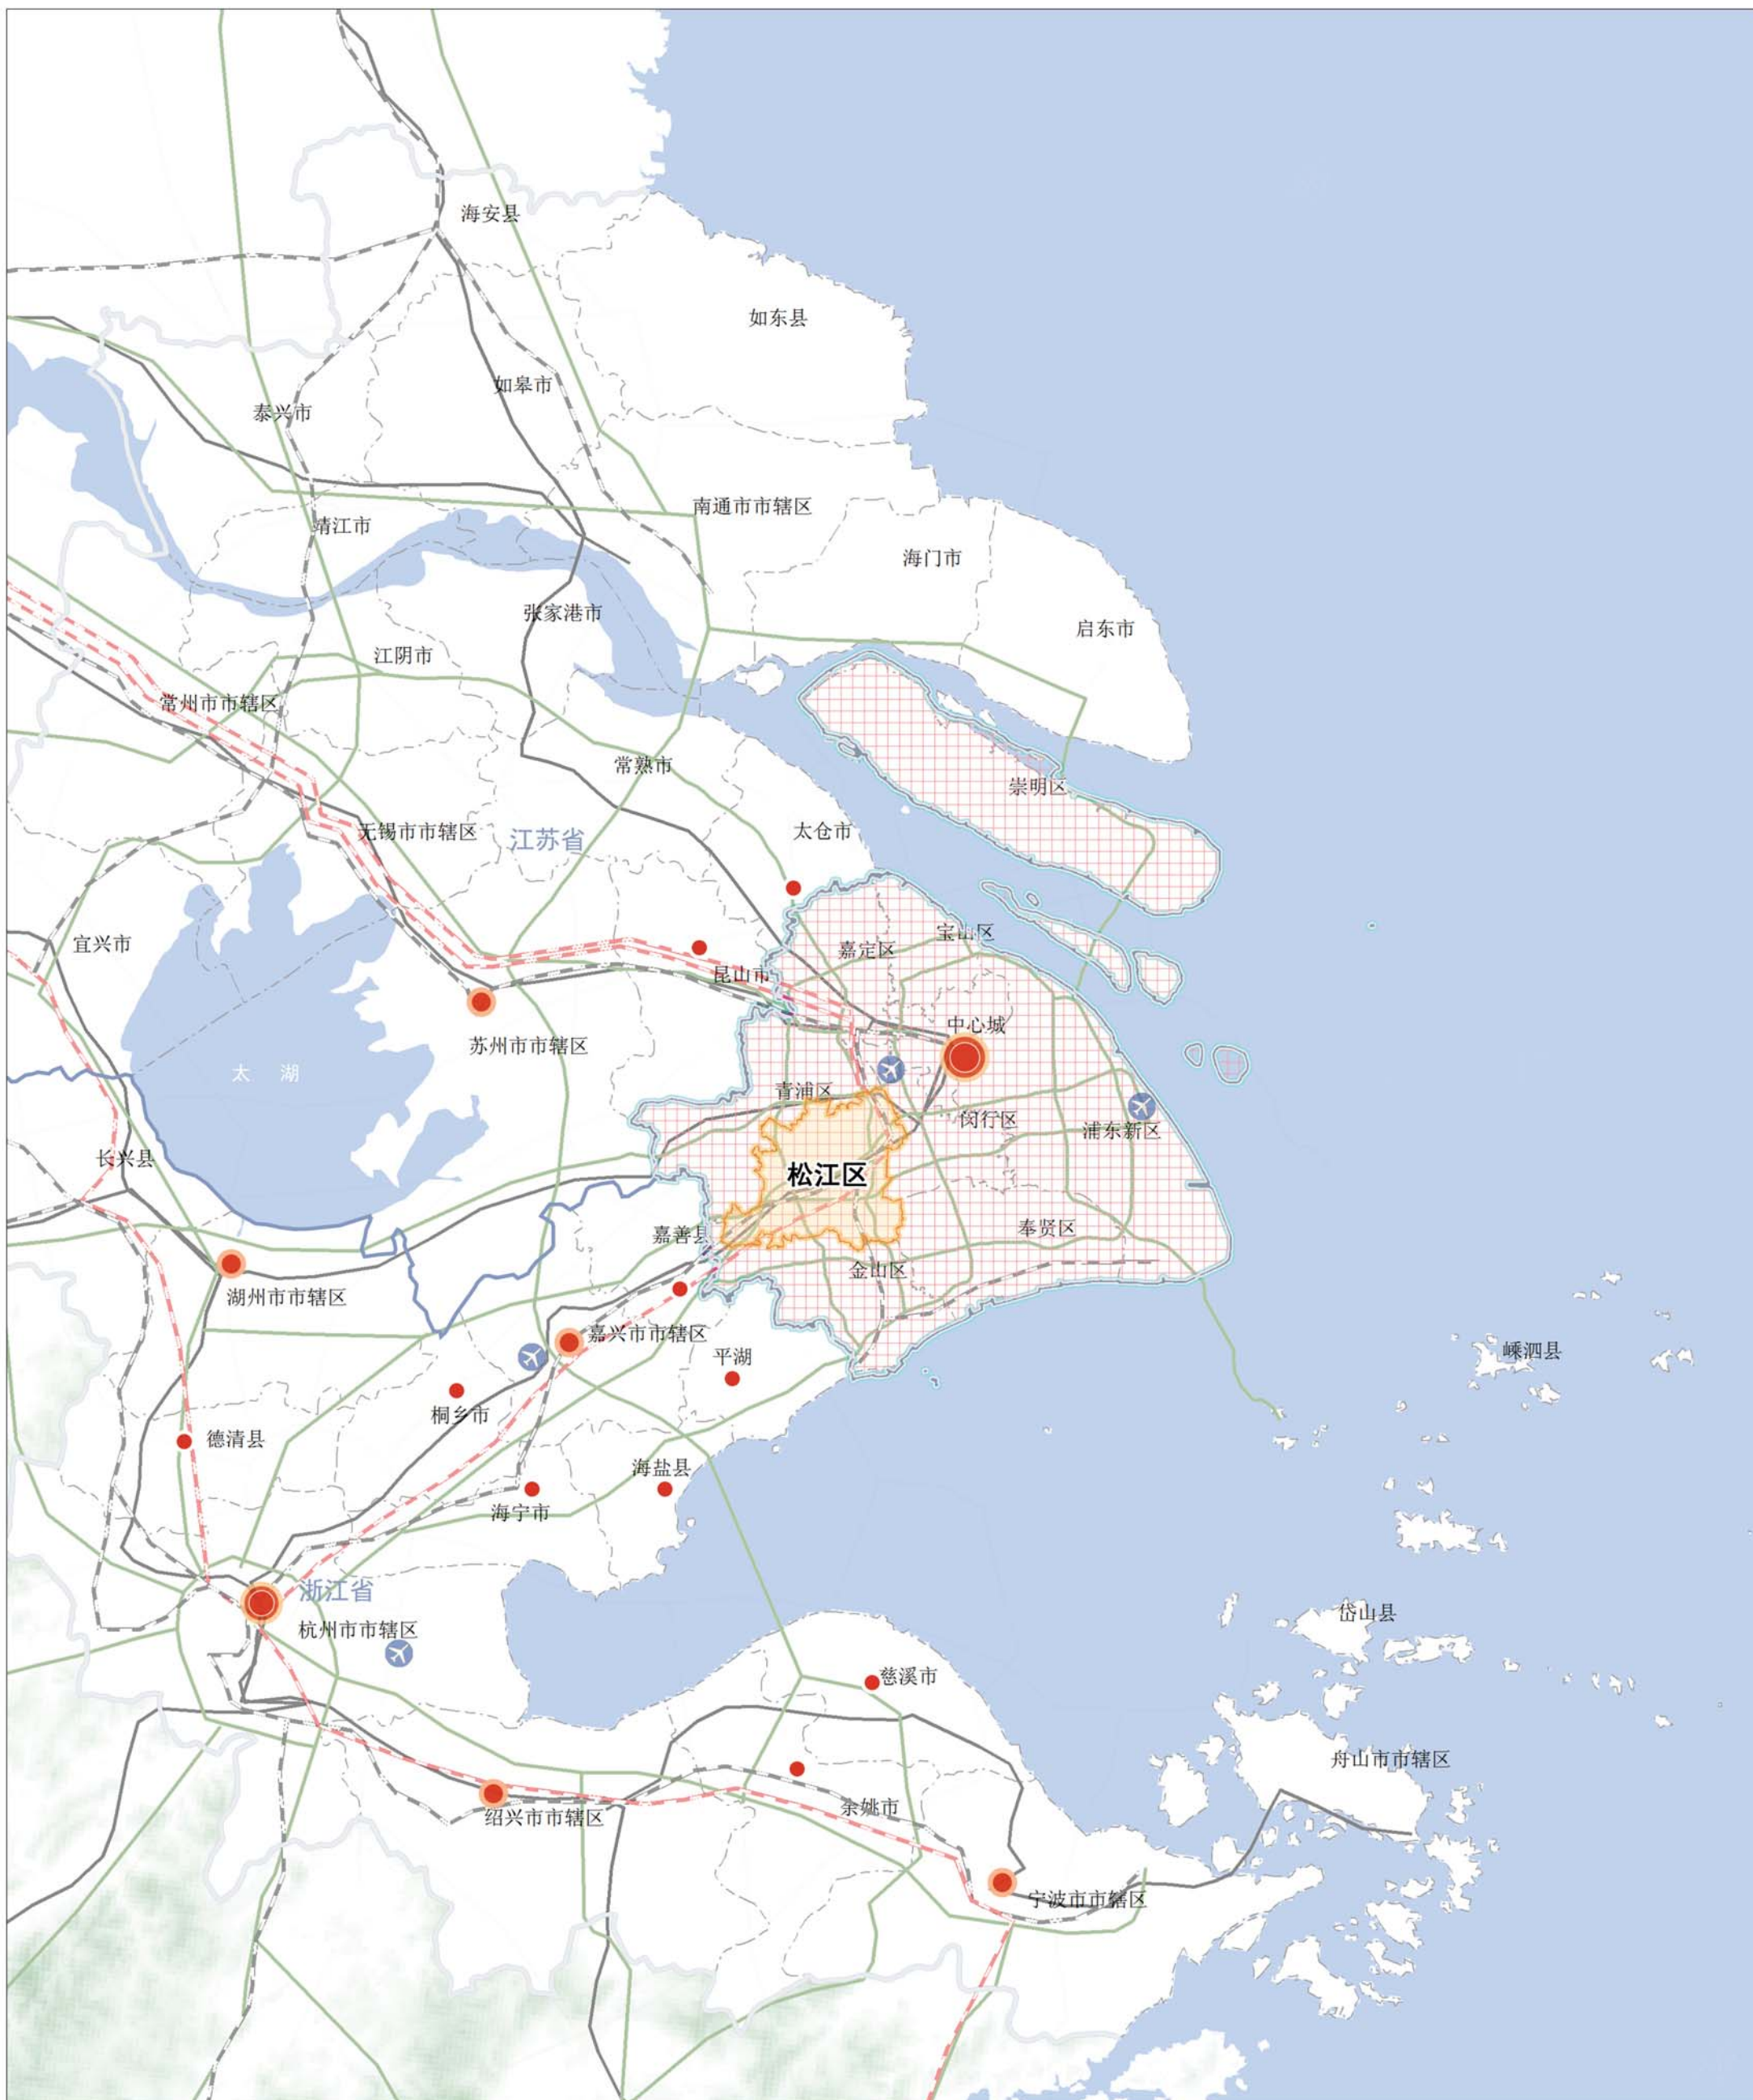 海安县
如东县
如皋市
泰兴市
南通市市辖区
靖江市
海门市
张家港市
启东市
江阴市
常州市市辖区
常熟市
崇明区
无锡市市辖区
江苏省
太仓市
宝山区
宜兴市
嘉定区
昆山市
中心城
苏州市市辖区
太 湖
青浦区
闵行区
浦东新区
长兴县
松江区
奉贤区
嘉善县
金山区
湖州市市辖区
嘉兴市市辖区
嵊泗县
平湖
桐乡市
德清县
海盐县
海宁市
浙江省
岱山县
杭州市市辖区
慈溪市
舟山市市辖区
余姚市
绍兴市市辖区
宁波市市辖区